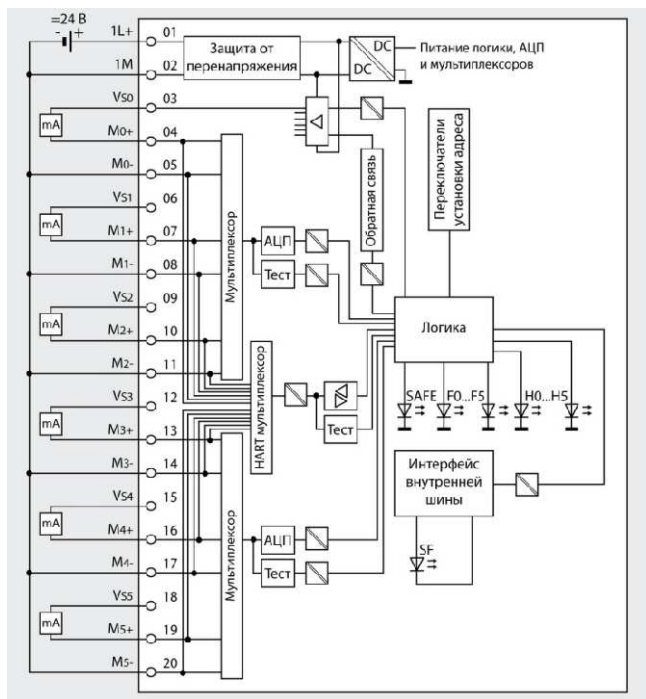 =24 В
- +
1L+ 01
1M 02
Vs0 03
mA
M0+ 04
M0- 05
Vs1 06
mA
M1+ 07
M1- 08
Vs2 09
mA
M2+ 10
M2- 11
Vs3 12
mA
M3+ 13
M3- 14
Vs4 15
mA
M4+ 16
M4- 17
Vs5 18
mA
M5+ 19
M5- 20
Защита от
перенапряжения
DC
DC
Питание логики, АЦП
и мультиплексоров
Обратная связь
Переключатели
установки адреса
Мультиплексор
АЦП
Тест
Логика
HART мультиплексор
Тест
SAFE F0...F5 H0...H5
Мультиплексор
АЦП
Тест
Интерфейс
внутренней
шины
SF